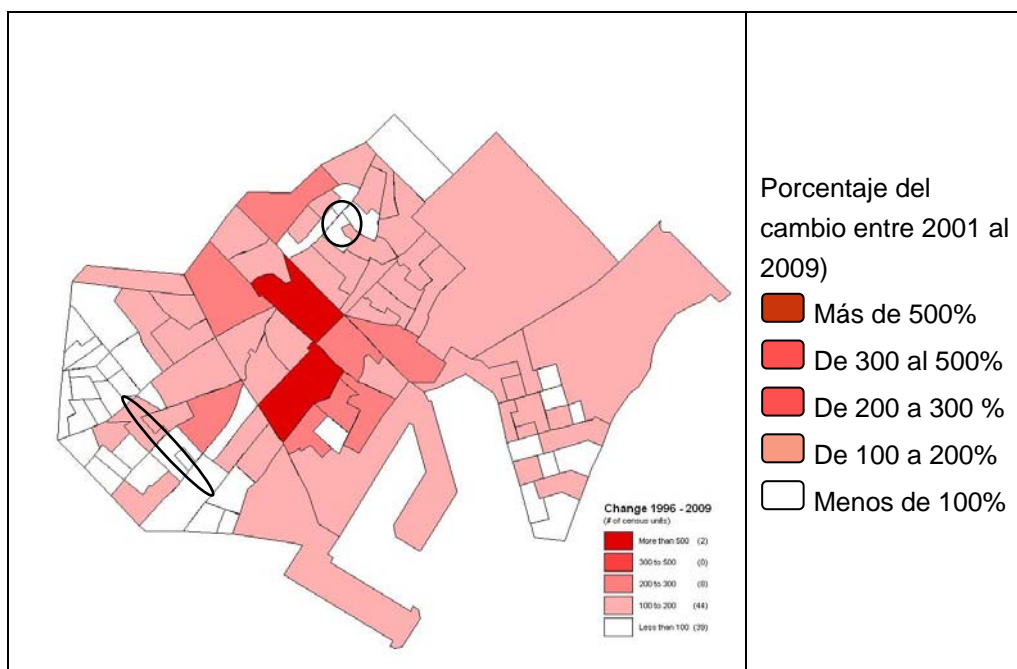 Change 1996 - 2009
(# of census units)
More than 500 (2)
300 to 500 (0)
200 to 300 (8)
100 to 200 (44)
Less than 100 (39)
Porcentaje del
cambio entre 2001 al
2009)
Más de 500%
De 300 al 500%
De 200 a 300 %
De 100 a 200%
Menos de 100%